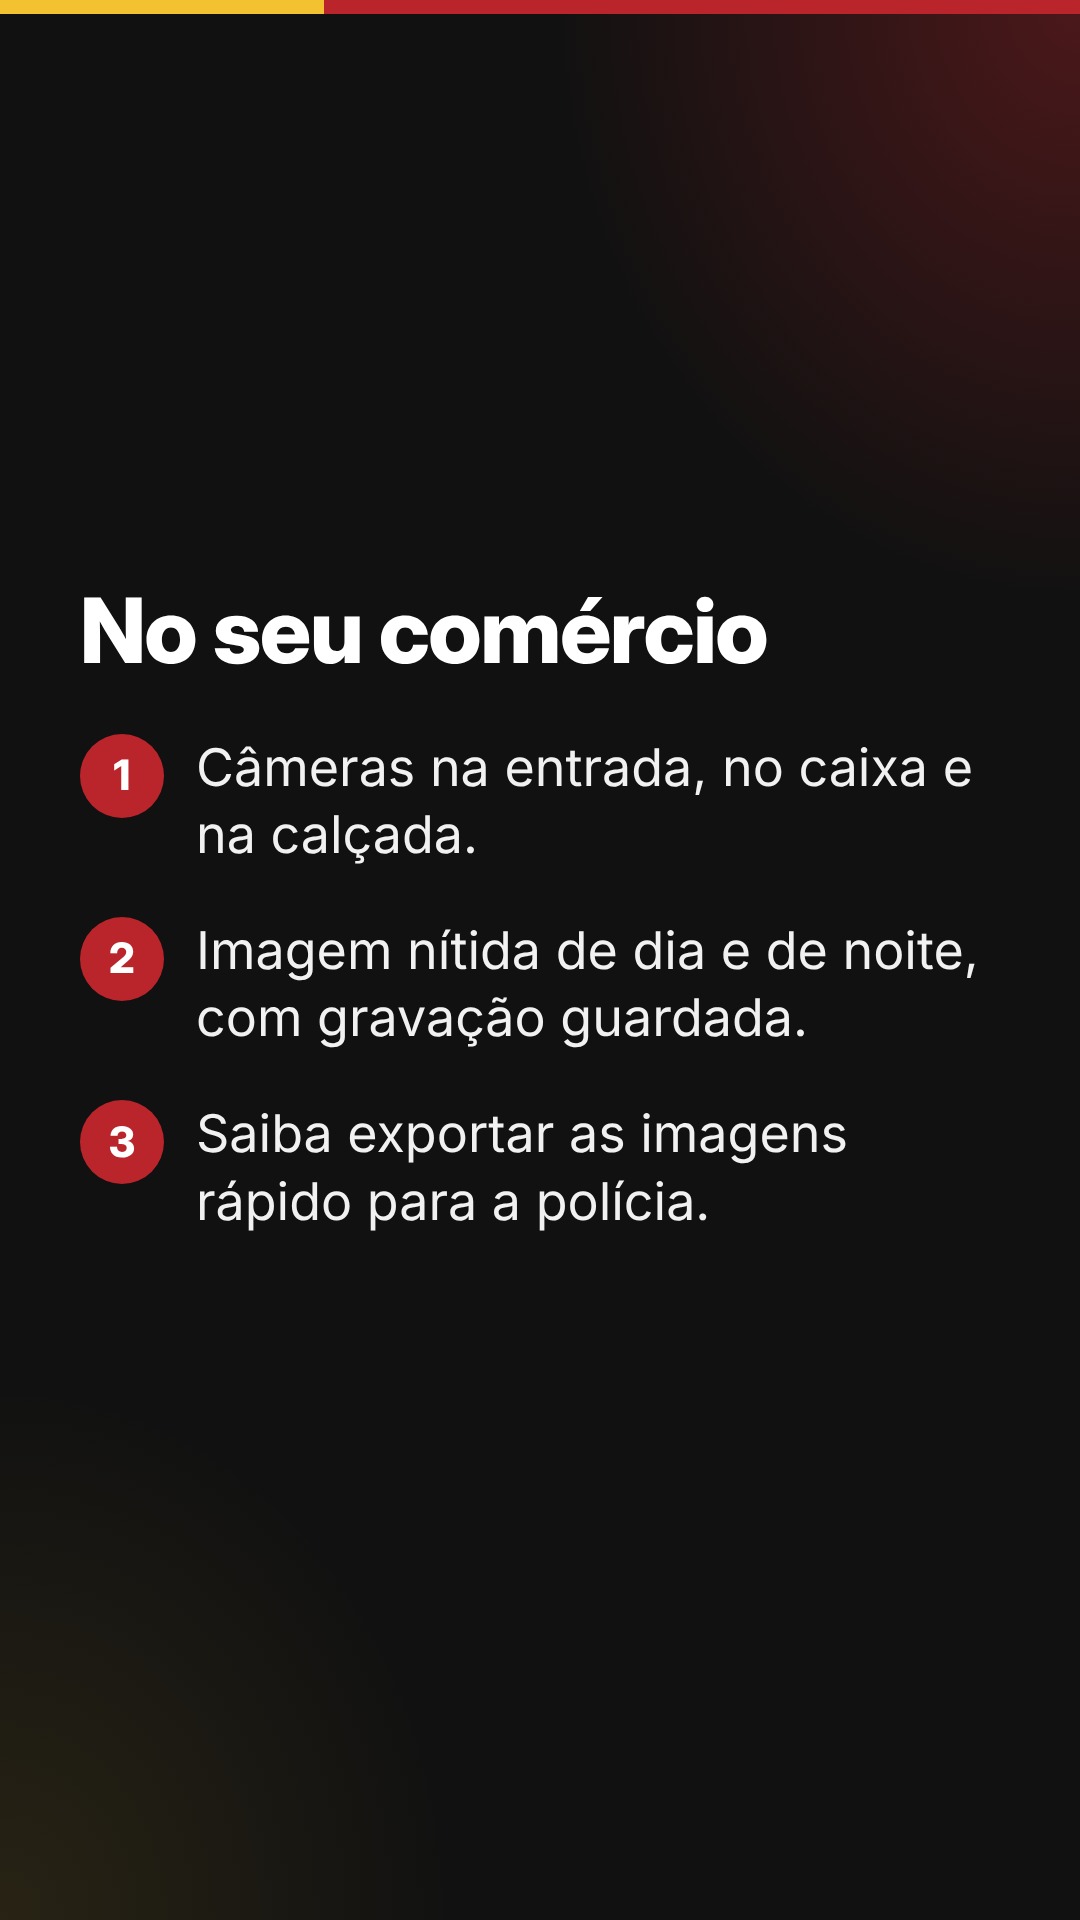 No seu comércio
1 Câmeras na entrada, no caixa e
na calçada.
2 Imagem nítida de dia e de noite,
com gravação guardada.
3 Saiba exportar as imagens
rápido para a polícia.